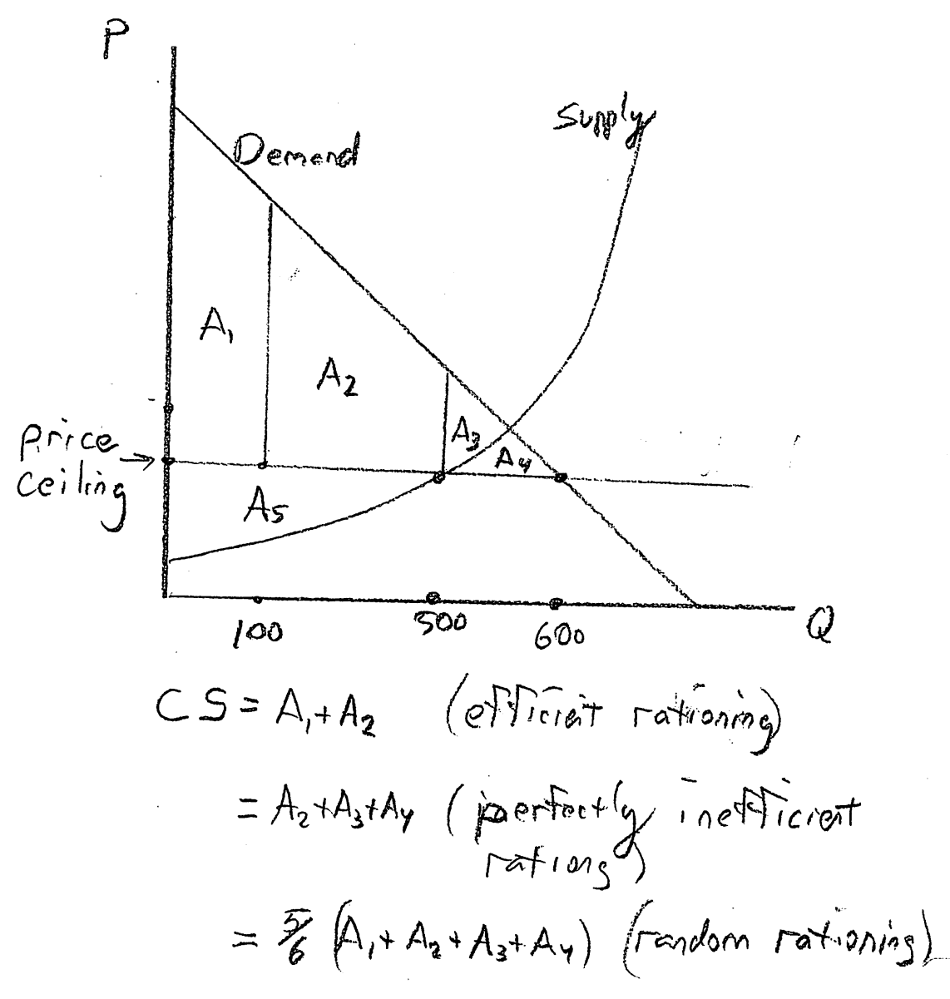 P
Supply
Demand
A1
A2
Price
ceiling
A3
A4
A5
100
500
600
Q
CS = A1 + A2 (efficient rationing)
= A2 + A3 + A4 (perfectly inefficient
rationg)
= 5/6 (A1 + A2 + A3 + A4) (random rationing)